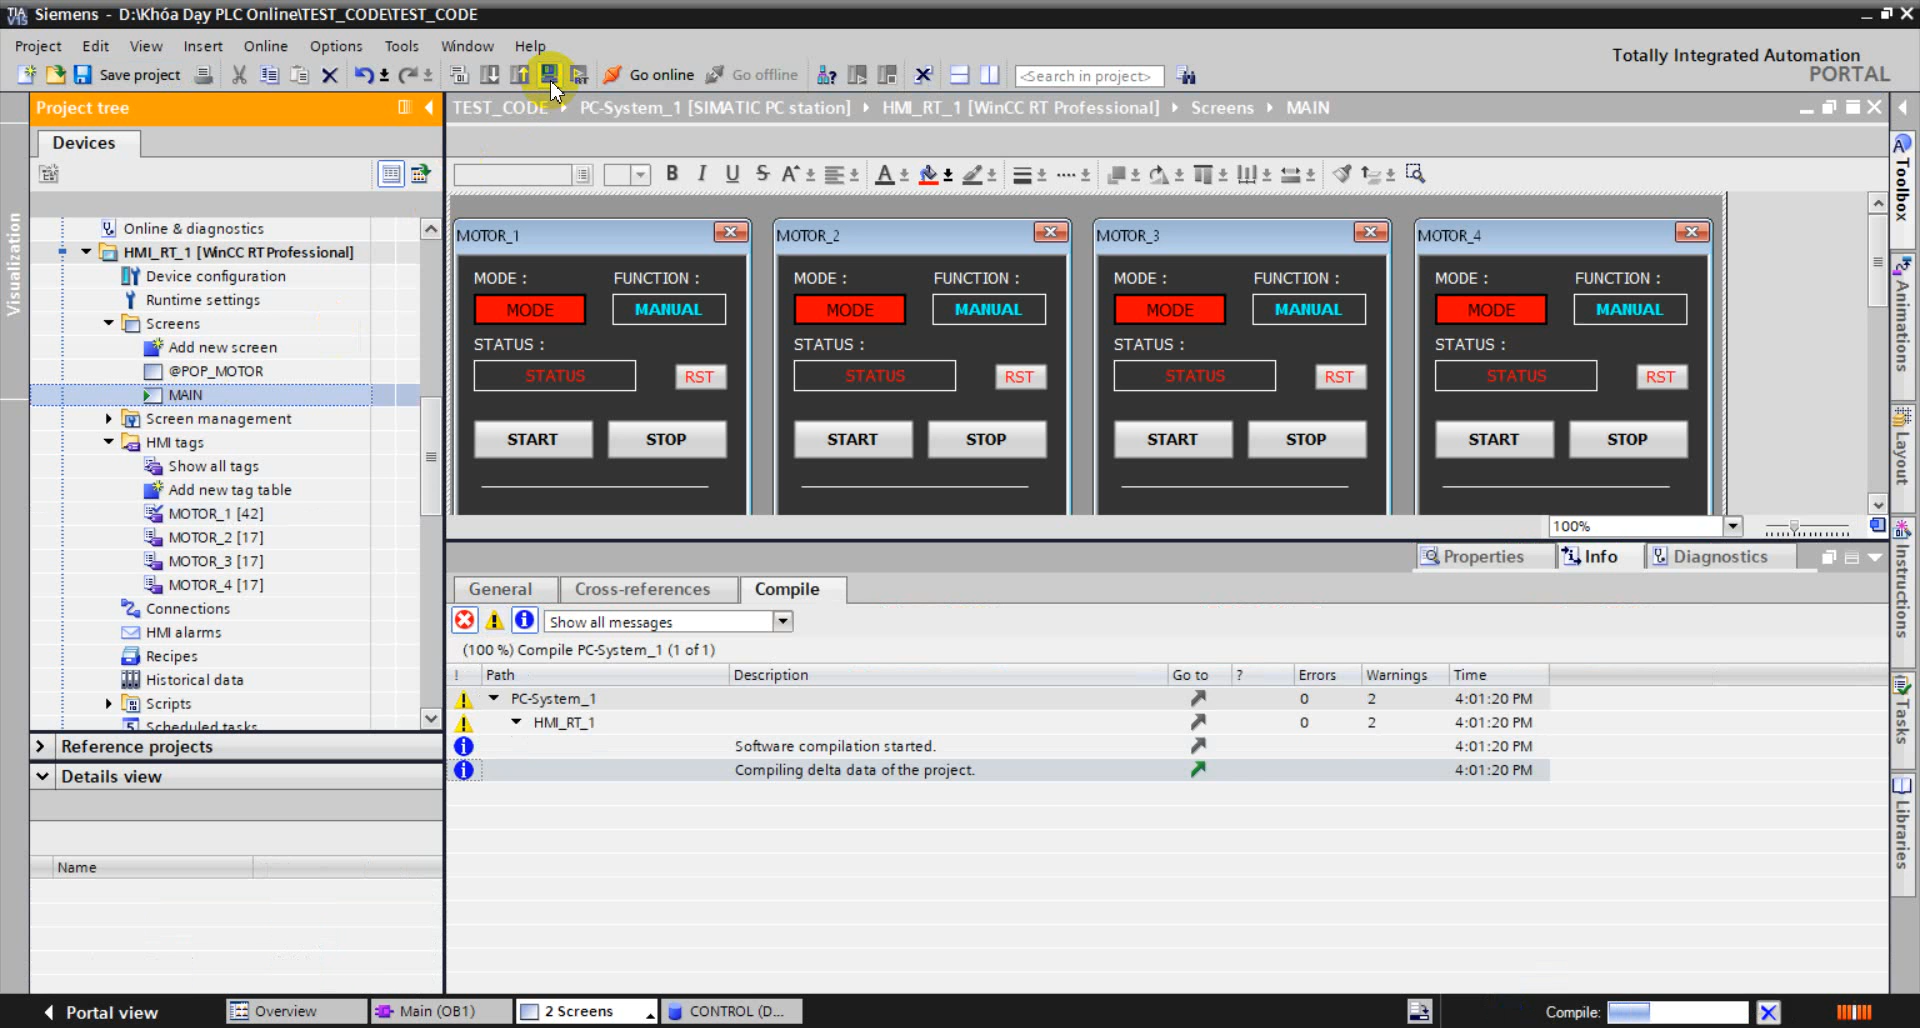 Siemens - D:\Khóa Dạy PLC Online\TEST_CODE\TEST_CODE
Project Edit View Insert Online Options Tools Window Help
Totally Integrated Automation
PORTAL
Save project Go online Go offline <Search in project>
Project tree
TEST_CODE PC-System_1 [SIMATIC PC station] HMI_RT_1 [WinCC RT Professional] Screens MAIN
Devices
Visualization
Online & diagnostics
HMI_RT_1 [WinCC RT Professional]
Device configuration
Runtime settings
Screens
Add new screen
@POP_MOTOR
MAIN
Screen management
HMI tags
Show all tags
Add new tag table
MOTOR_1 [42]
MOTOR_2 [17]
MOTOR_3 [17]
MOTOR_4 [17]
Connections
HMI alarms
Recipes
Historical data
Scripts
Scheduled tasks
Reference projects
Details view
Name
MOTOR_1 MOTOR_2 MOTOR_3 MOTOR_4
MODE : FUNCTION : MODE : FUNCTION : MODE : FUNCTION : MODE : FUNCTION :
MODE MANUAL MODE MANUAL MODE MANUAL MODE MANUAL
STATUS : STATUS : STATUS : STATUS :
STATUS RST STATUS RST STATUS RST STATUS RST
START STOP START STOP START STOP START STOP
100%
Properties Info Diagnostics
General Cross-references Compile
Show all messages
(100 %) Compile PC-System_1 (1 of 1)
! Path Description Go to ? Errors Warnings Time
PC-System_1 0 2 4:01:20 PM
HMI_RT_1 0 2 4:01:20 PM
Software compilation started. 4:01:20 PM
Compiling delta data of the project. 4:01:20 PM
Toolbox
Animations
Layout
Instructions
Tasks
Libraries
Portal view Overview Main (OB1) 2 Screens CONTROL (D... Compile: